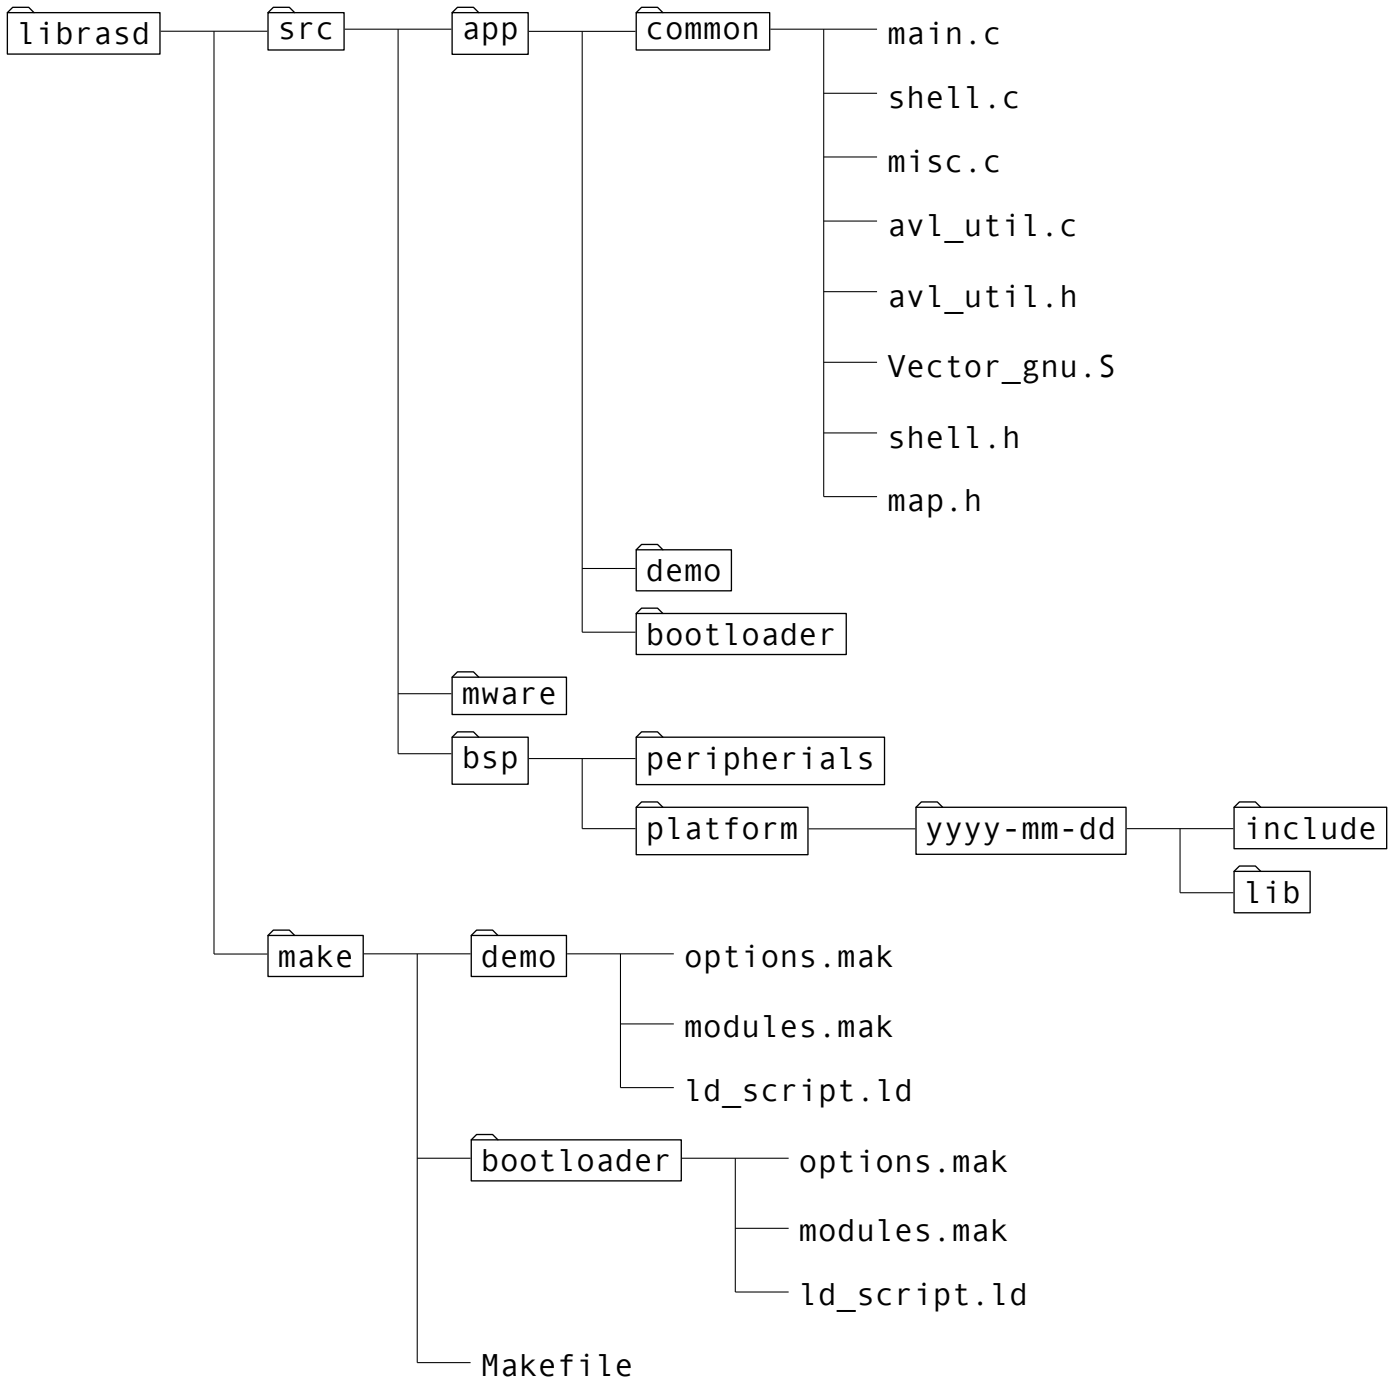 librasd src app common main.c
shell.c
misc.c
avl_util.c
avl_util.h
Vector_gnu.S
shell.h
map.h
demo
bootloader
mware
bsp peripherials
platform yyyy-mm-dd include
lib
make demo options.mak
modules.mak
ld_script.ld
bootloader options.mak
modules.mak
ld_script.ld
Makefile